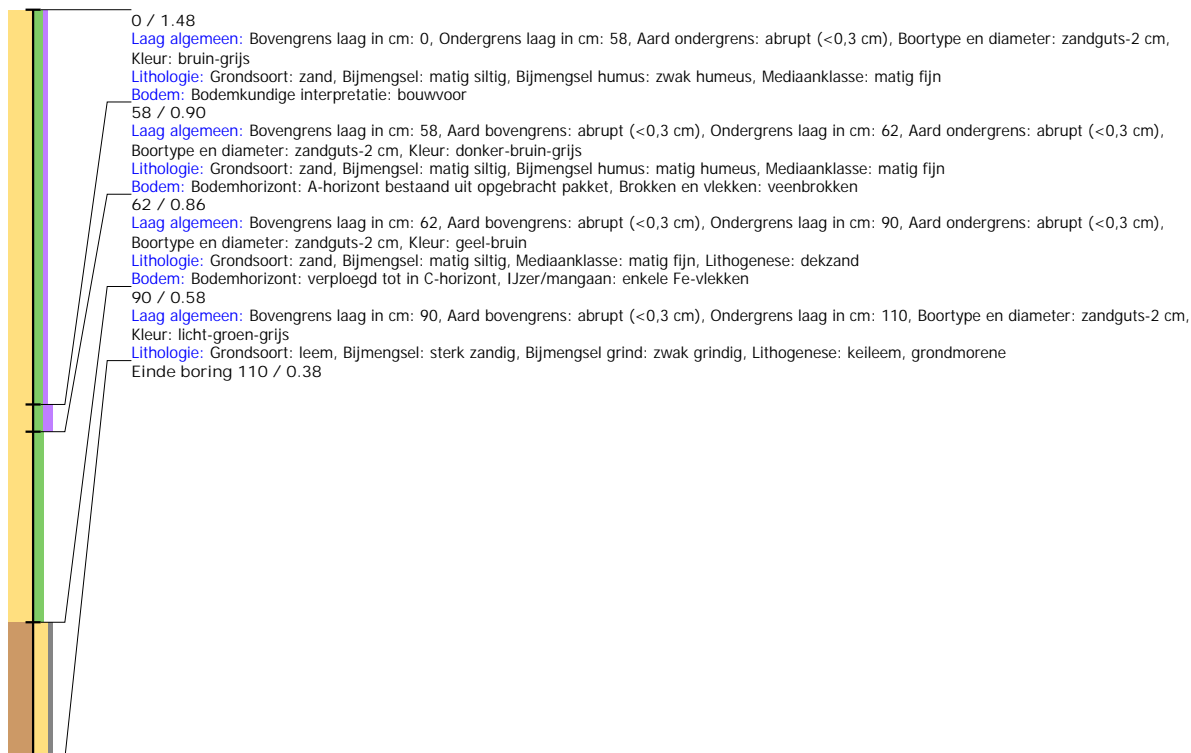 0 / 1.48
Laag algemeen: Bovengrens laag in cm: 0, Ondergrens laag in cm: 58, Aard ondergrens: abrupt (<0,3 cm), Boortype en diameter: zandguts-2 cm,
Kleur: bruin-grijs
Lithologie: Grondsoort: zand, Bijmengsel: matig siltig, Bijmengsel humus: zwak humeus, Mediaanklasse: matig fijn
Bodem: Bodemkundige interpretatie: bouwvoor
58 / 0.90
Laag algemeen: Bovengrens laag in cm: 58, Aard bovengrens: abrupt (<0,3 cm), Ondergrens laag in cm: 62, Aard ondergrens: abrupt (<0,3 cm),
Boortype en diameter: zandguts-2 cm, Kleur: donker-bruin-grijs
Lithologie: Grondsoort: zand, Bijmengsel: matig siltig, Bijmengsel humus: matig humeus, Mediaanklasse: matig fijn
Bodem: Bodemhorizont: A-horizont bestaand uit opgebracht pakket, Brokken en vlekken: veenbrokken
62 / 0.86
Laag algemeen: Bovengrens laag in cm: 62, Aard bovengrens: abrupt (<0,3 cm), Ondergrens laag in cm: 90, Aard ondergrens: abrupt (<0,3 cm),
Boortype en diameter: zandguts-2 cm, Kleur: geel-bruin
Lithologie: Grondsoort: zand, Bijmengsel: matig siltig, Mediaanklasse: matig fijn, Lithogenese: dekzand
Bodem: Bodemhorizont: verploegd tot in C-horizont, IJzer/mangaan: enkele Fe-vlekken
90 / 0.58
Laag algemeen: Bovengrens laag in cm: 90, Aard bovengrens: abrupt (<0,3 cm), Ondergrens laag in cm: 110, Boortype en diameter: zandguts-2 cm,
Kleur: licht-groen-grijs
Lithologie: Grondsoort: leem, Bijmengsel: sterk zandig, Bijmengsel grind: zwak grindig, Lithogenese: keileem, grondmorene
Einde boring 110 / 0.38